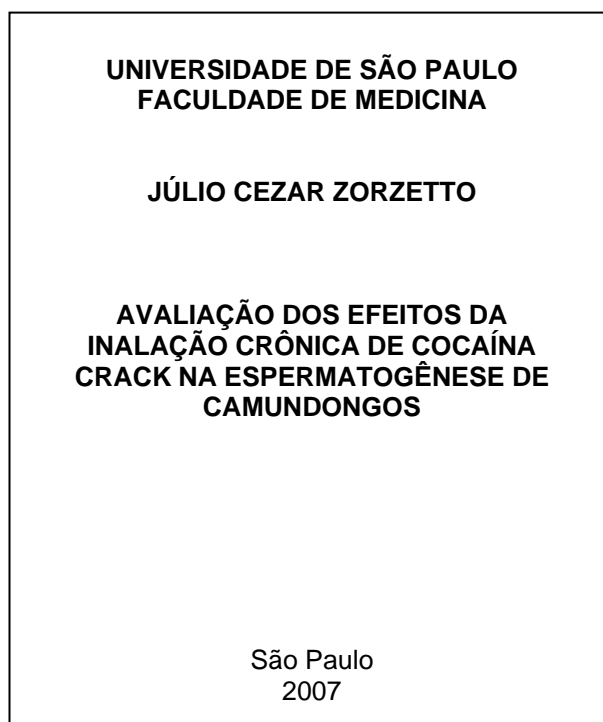 UNIVERSIDADE DE SÃO PAULO
FACULDADE DE MEDICINA
JÚLIO CEZAR ZORZETTO
AVALIAÇÃO DOS EFEITOS DA
INALAÇÃO CRÔNICA DE COCAÍNA
CRACK NA ESPERMATOGÊNESE DE
CAMUNDONGOS
São Paulo
2007